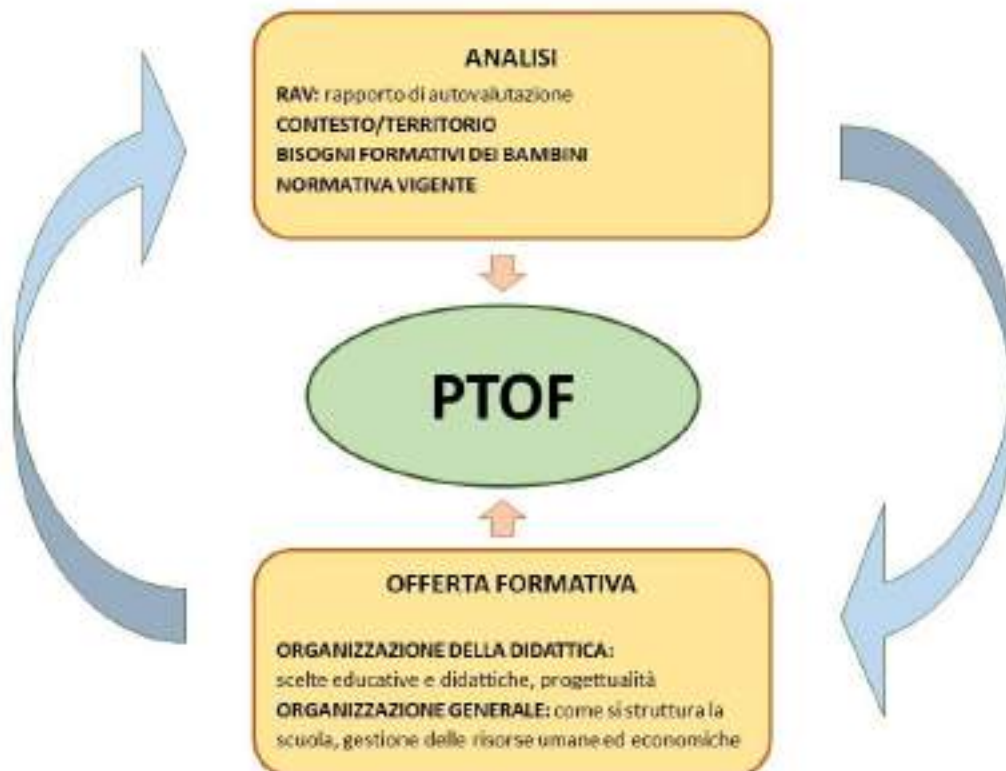 ANALISI
RAV: rapporto di autovalutazione
CONTESTO/TERRITORIO
BISOGNI FORMATIVI DEI BAMBINI
NORMATIVA VIGENTE
PTOF
OFFERTA FORMATIVA
ORGANIZZAZIONE DELLA DIDATTICA:
scelte educative e didattiche, progettualità
ORGANIZZAZIONE GENERALE: come si struttura la
scuola, gestione delle risorse umane ed economiche